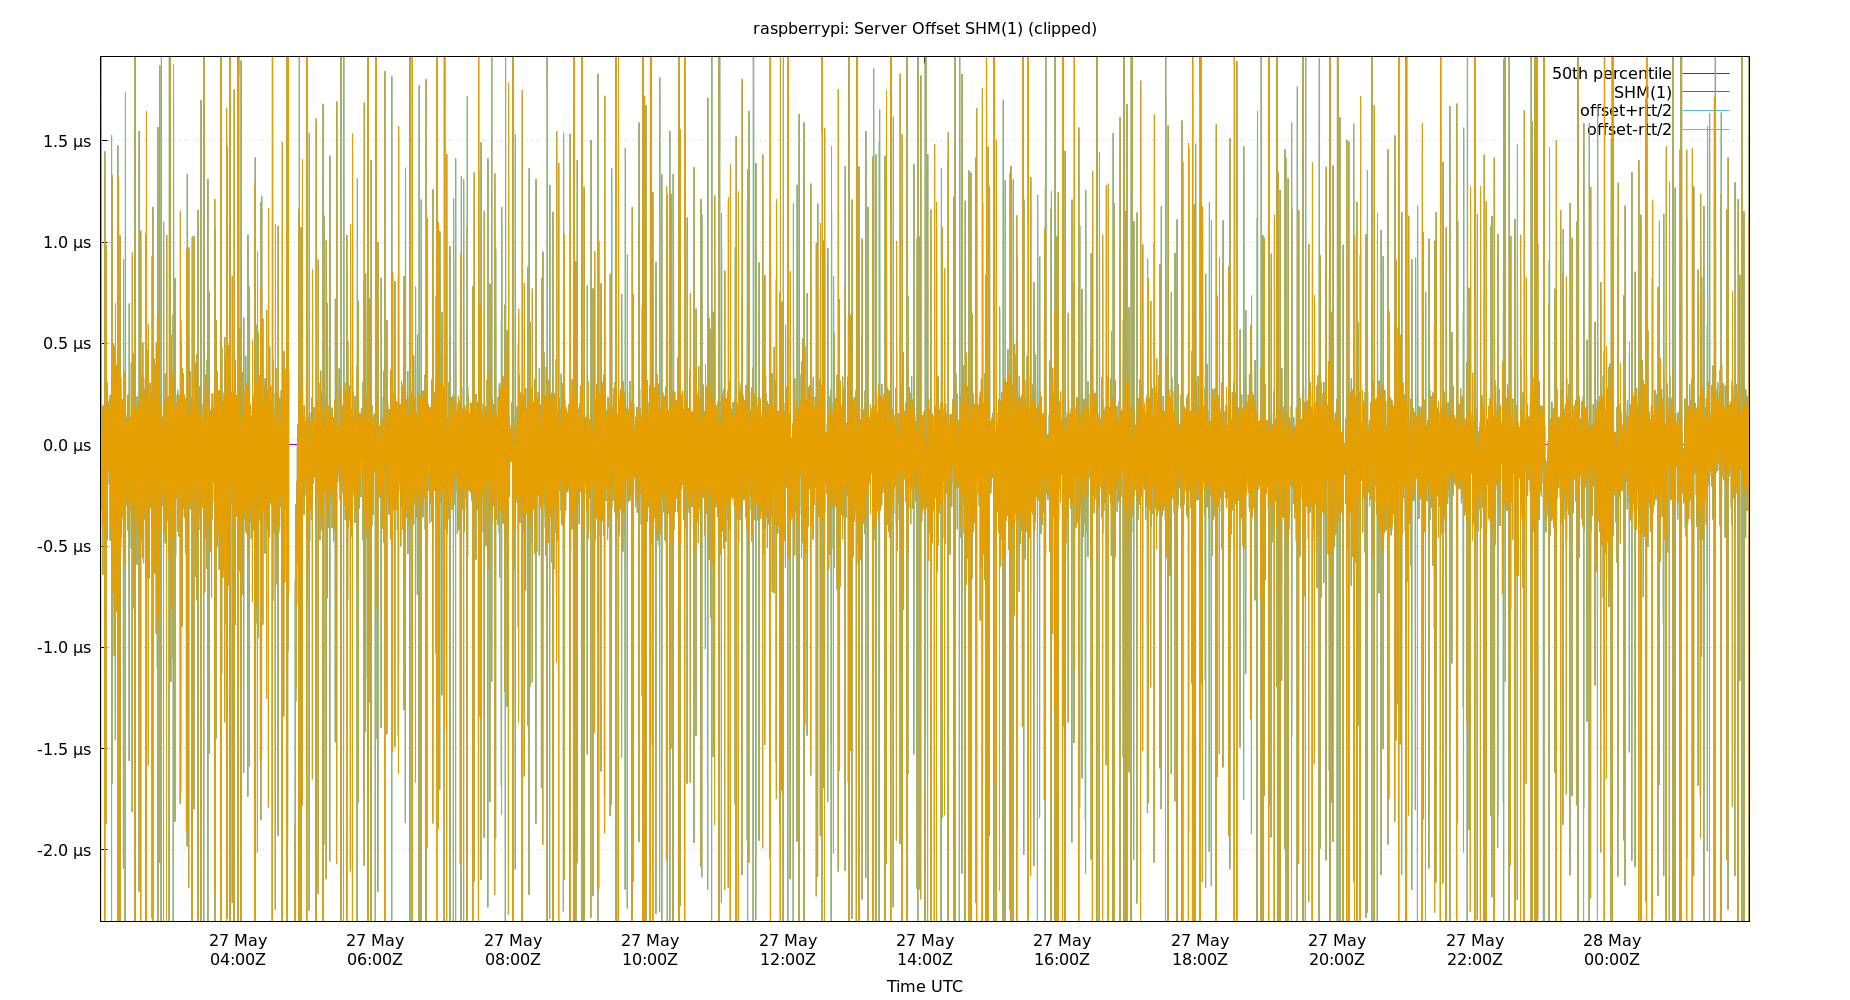 raspberrypi: Server Offset SHM(1) (clipped)
50th percentile
SHM(1)
offset+rtt/2
offset-rtt/2
1.5 µs
1.0 µs
0.5 µs
0.0 µs
-0.5 µs
-1.0 µs
-1.5 µs
-2.0 µs
27 May 27 May 27 May 27 May 27 May 27 May 27 May 27 May 27 May 27 May 28 May
04:00Z 06:00Z 08:00Z 10:00Z 12:00Z 14:00Z 16:00Z 18:00Z 20:00Z 22:00Z 00:00Z
Time UTC